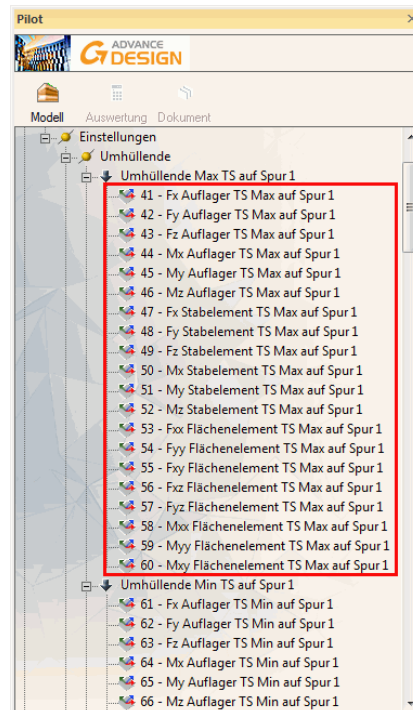 Pilot
ADVANCE
DESIGN
Modell Auswertung Dokument
Einstellungen
Umhüllende
Umhüllende Max TS auf Spur 1
41 - Fx Auflager TS Max auf Spur 1
42 - Fy Auflager TS Max auf Spur 1
43 - Fz Auflager TS Max auf Spur 1
44 - Mx Auflager TS Max auf Spur 1
45 - My Auflager TS Max auf Spur 1
46 - Mz Auflager TS Max auf Spur 1
47 - Fx Stabelement TS Max auf Spur 1
48 - Fy Stabelement TS Max auf Spur 1
49 - Fz Stabelement TS Max auf Spur 1
50 - Mx Stabelement TS Max auf Spur 1
51 - My Stabelement TS Max auf Spur 1
52 - Mz Stabelement TS Max auf Spur 1
53 - Fxx Flächenelement TS Max auf Spur 1
54 - Fyy Flächenelement TS Max auf Spur 1
55 - Fxy Flächenelement TS Max auf Spur 1
56 - Fxz Flächenelement TS Max auf Spur 1
57 - Fyz Flächenelement TS Max auf Spur 1
58 - Mxx Flächenelement TS Max auf Spur 1
59 - Myy Flächenelement TS Max auf Spur 1
60 - Mxy Flächenelement TS Max auf Spur 1
Umhüllende Min TS auf Spur 1
61 - Fx Auflager TS Min auf Spur 1
62 - Fy Auflager TS Min auf Spur 1
63 - Fz Auflager TS Min auf Spur 1
64 - Mx Auflager TS Min auf Spur 1
65 - My Auflager TS Min auf Spur 1
66 - Mz Auflager TS Min auf Spur 1